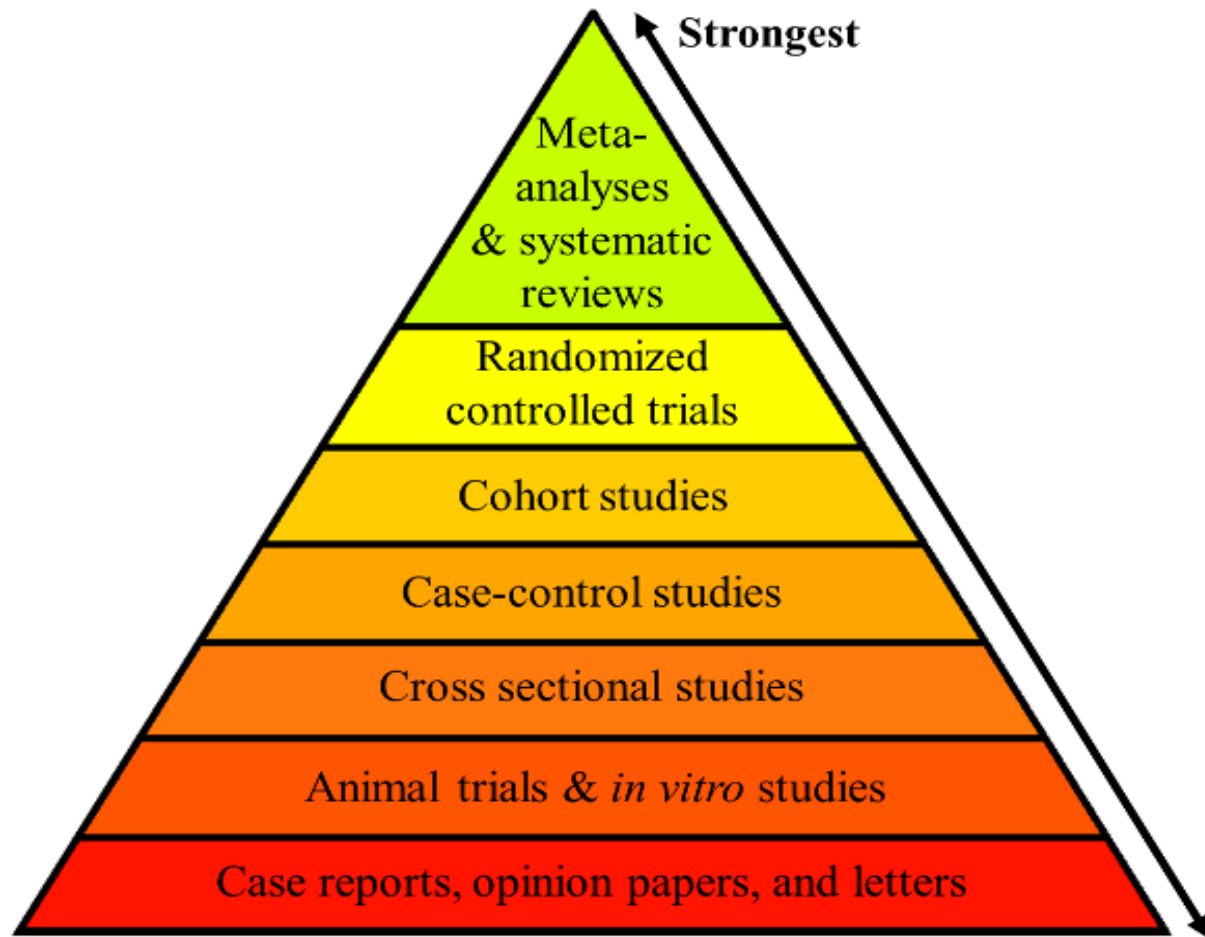 Strongest
Meta-
analyses
& systematic
reviews
Randomized
controlled trials
Cohort studies
Case-control studies
Cross sectional studies
Animal trials & in vitro studies
Case reports, opinion papers, and letters